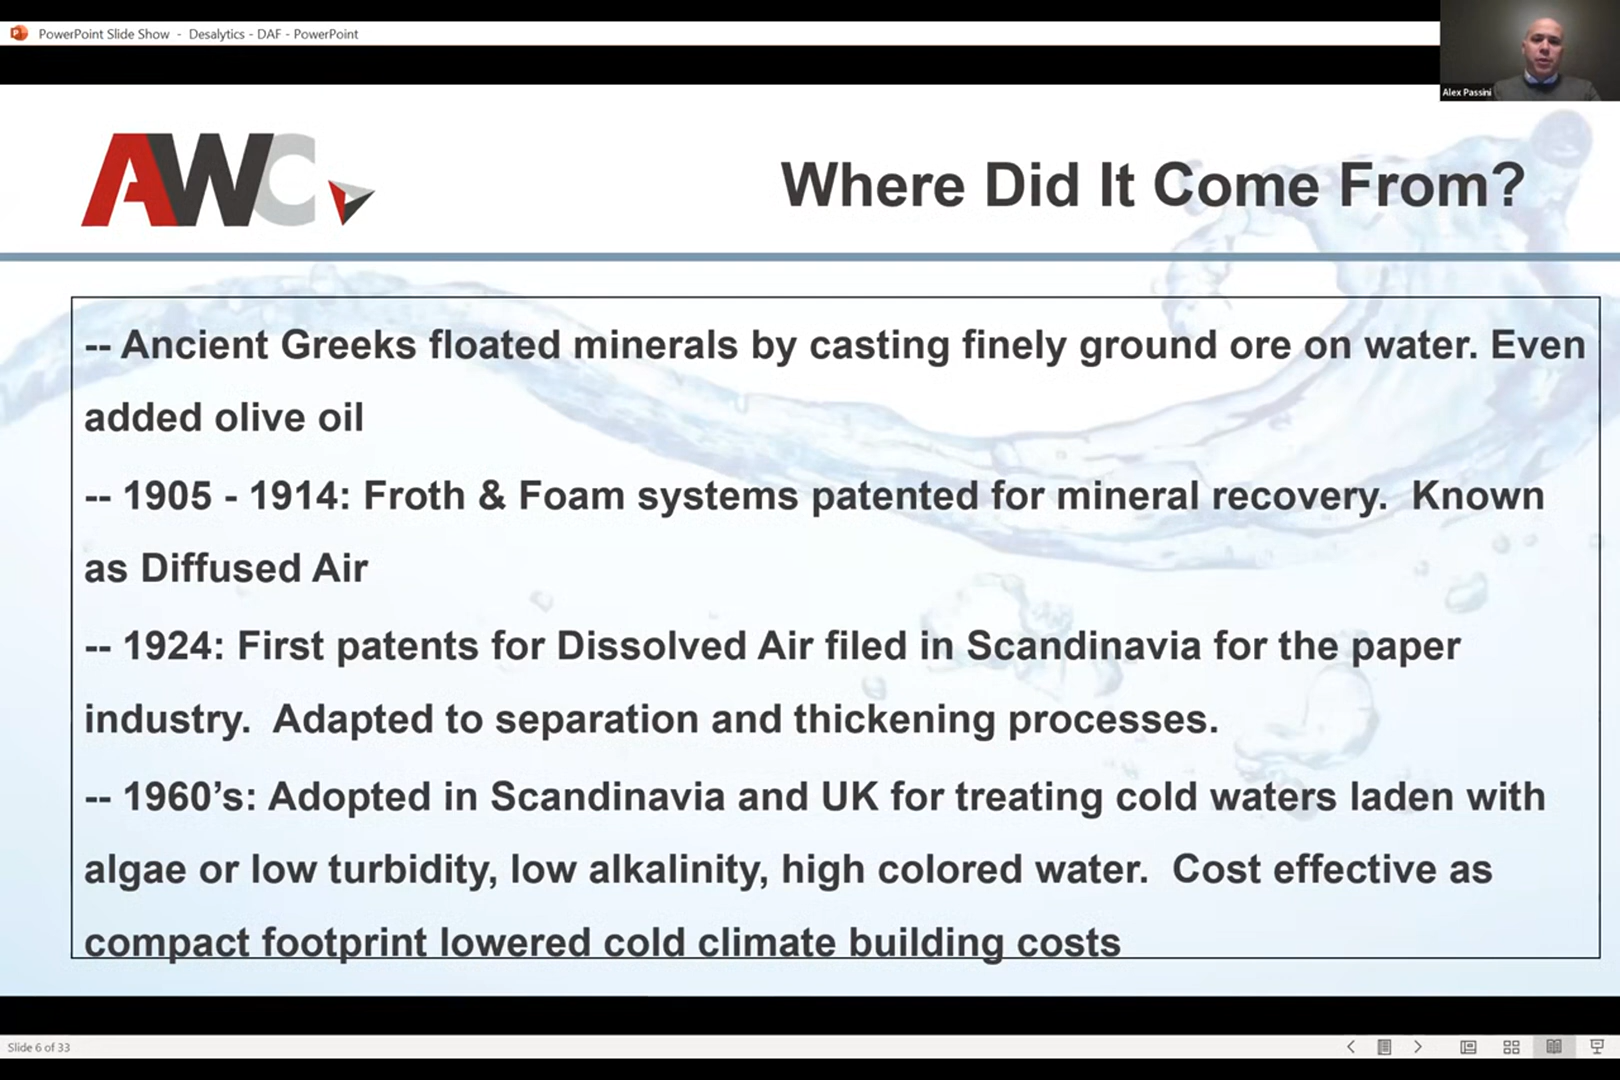 PowerPoint Slide Show - Desalytics - DAF - PowerPoint
Alex Passini
AWC
Where Did It Come From?
-- Ancient Greeks floated minerals by casting finely ground ore on water. Even
added olive oil
-- 1905 - 1914: Froth & Foam systems patented for mineral recovery.  Known
as Diffused Air
-- 1924: First patents for Dissolved Air filed in Scandinavia for the paper
industry.  Adapted to separation and thickening processes.
-- 1960’s: Adopted in Scandinavia and UK for treating cold waters laden with
algae or low turbidity, low alkalinity, high colored water.  Cost effective as
compact footprint lowered cold climate building costs
Slide 6 of 33